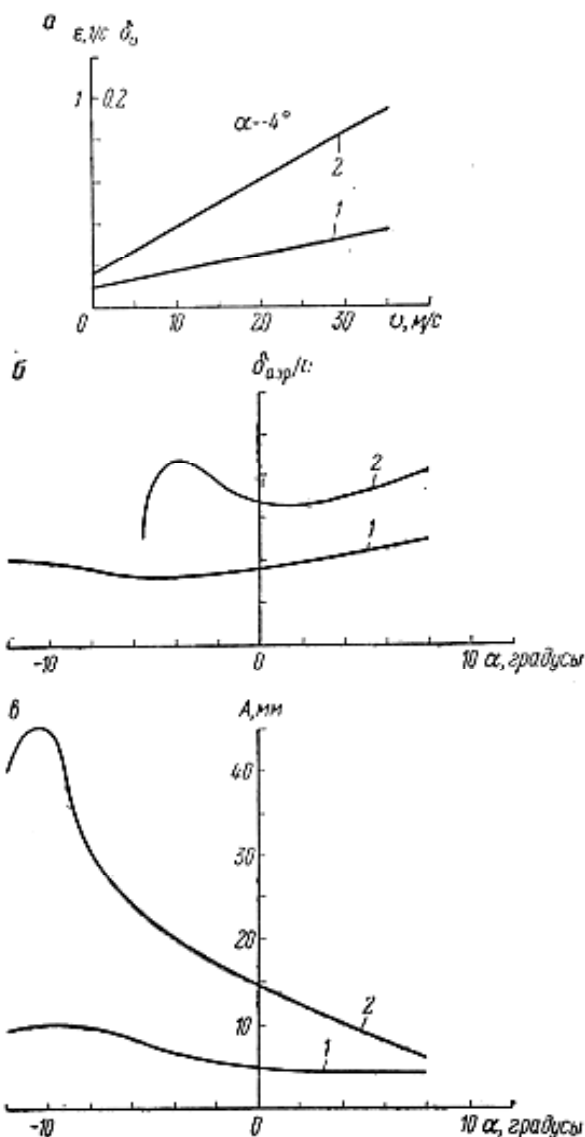 а
ε, 1/с δ₀
1 0,2
α=-4°
2
1
0 10 20 30 υ, м/с
б
δаэр/
2
1
-10 0 10 α, градусы
в
А, мм
40
30
20
10
2
1
-10 0 10 α, градусы